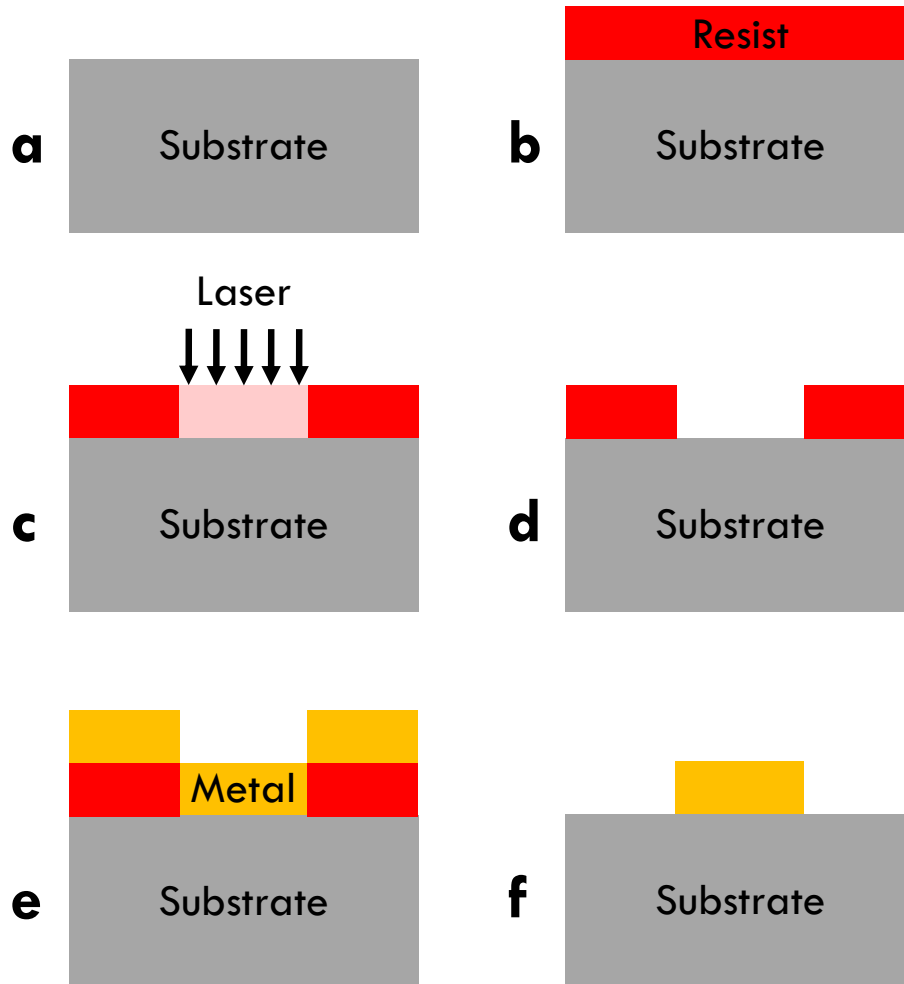 Resist
a
Substrate
b
Substrate
Laser
c
Substrate
d
Substrate
Metal
e
Substrate
f
Substrate